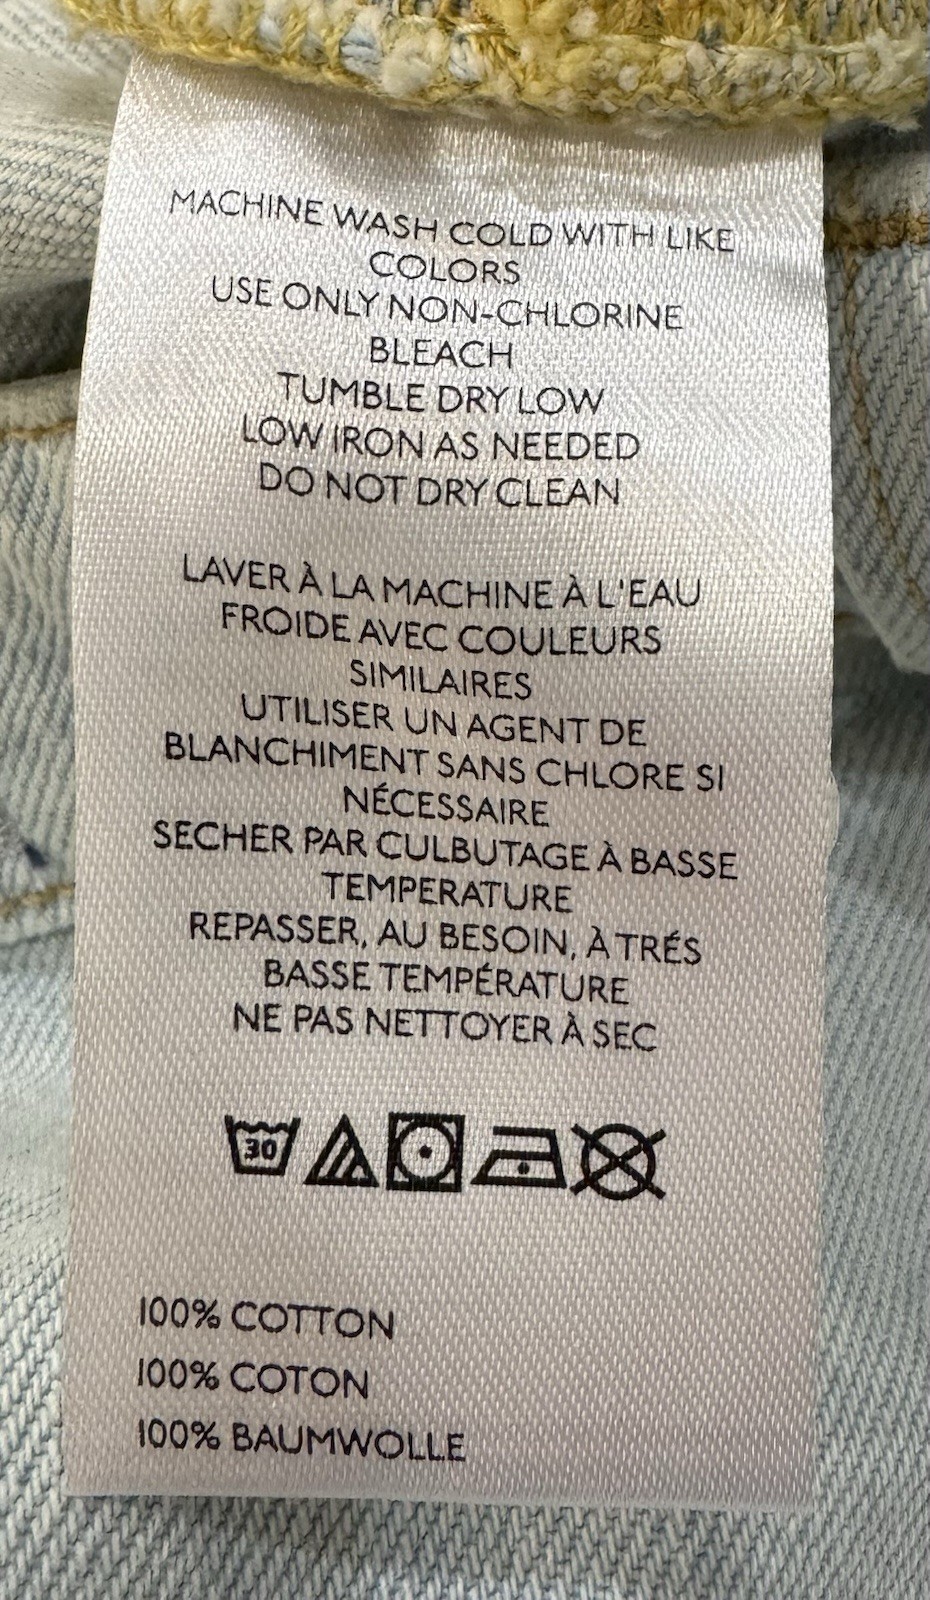 MACHINE WASH COLD WITH LIKE
COLORS
USE ONLY NON-CHLORINE
BLEACH
TUMBLE DRY LOW
LOW IRON AS NEEDED
DO NOT DRY CLEAN
LAVER À LA MACHINE À L'EAU
FROIDE AVEC COULEURS
SIMILAIRES
UTILISER UN AGENT DE
BLANCHIMENT SANS CHLORE SI
NÉCESSAIRE
SECHER PAR CULBUTAGE À BASSE
TEMPERATURE
REPASSER, AU BESOIN, À TRÉS
BASSE TEMPÉRATURE
NE PAS NETTOYER À SEC
30
100% COTTON
100% COTON
100% BAUMWOLLE